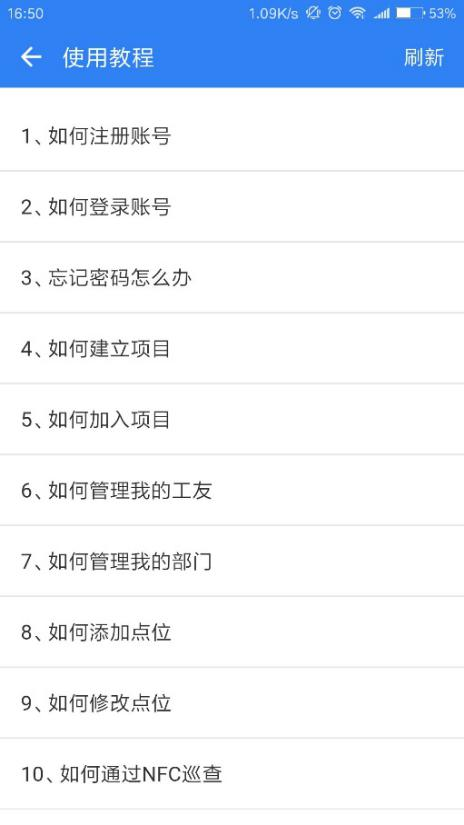 16:50 1.09K/s 53%
使用教程 刷新
1、如何注册账号
2、如何登录账号
3、忘记密码怎么办
4、如何建立项目
5、如何加入项目
6、如何管理我的工友
7、如何管理我的部门
8、如何添加点位
9、如何修改点位
10、如何通过NFC巡查